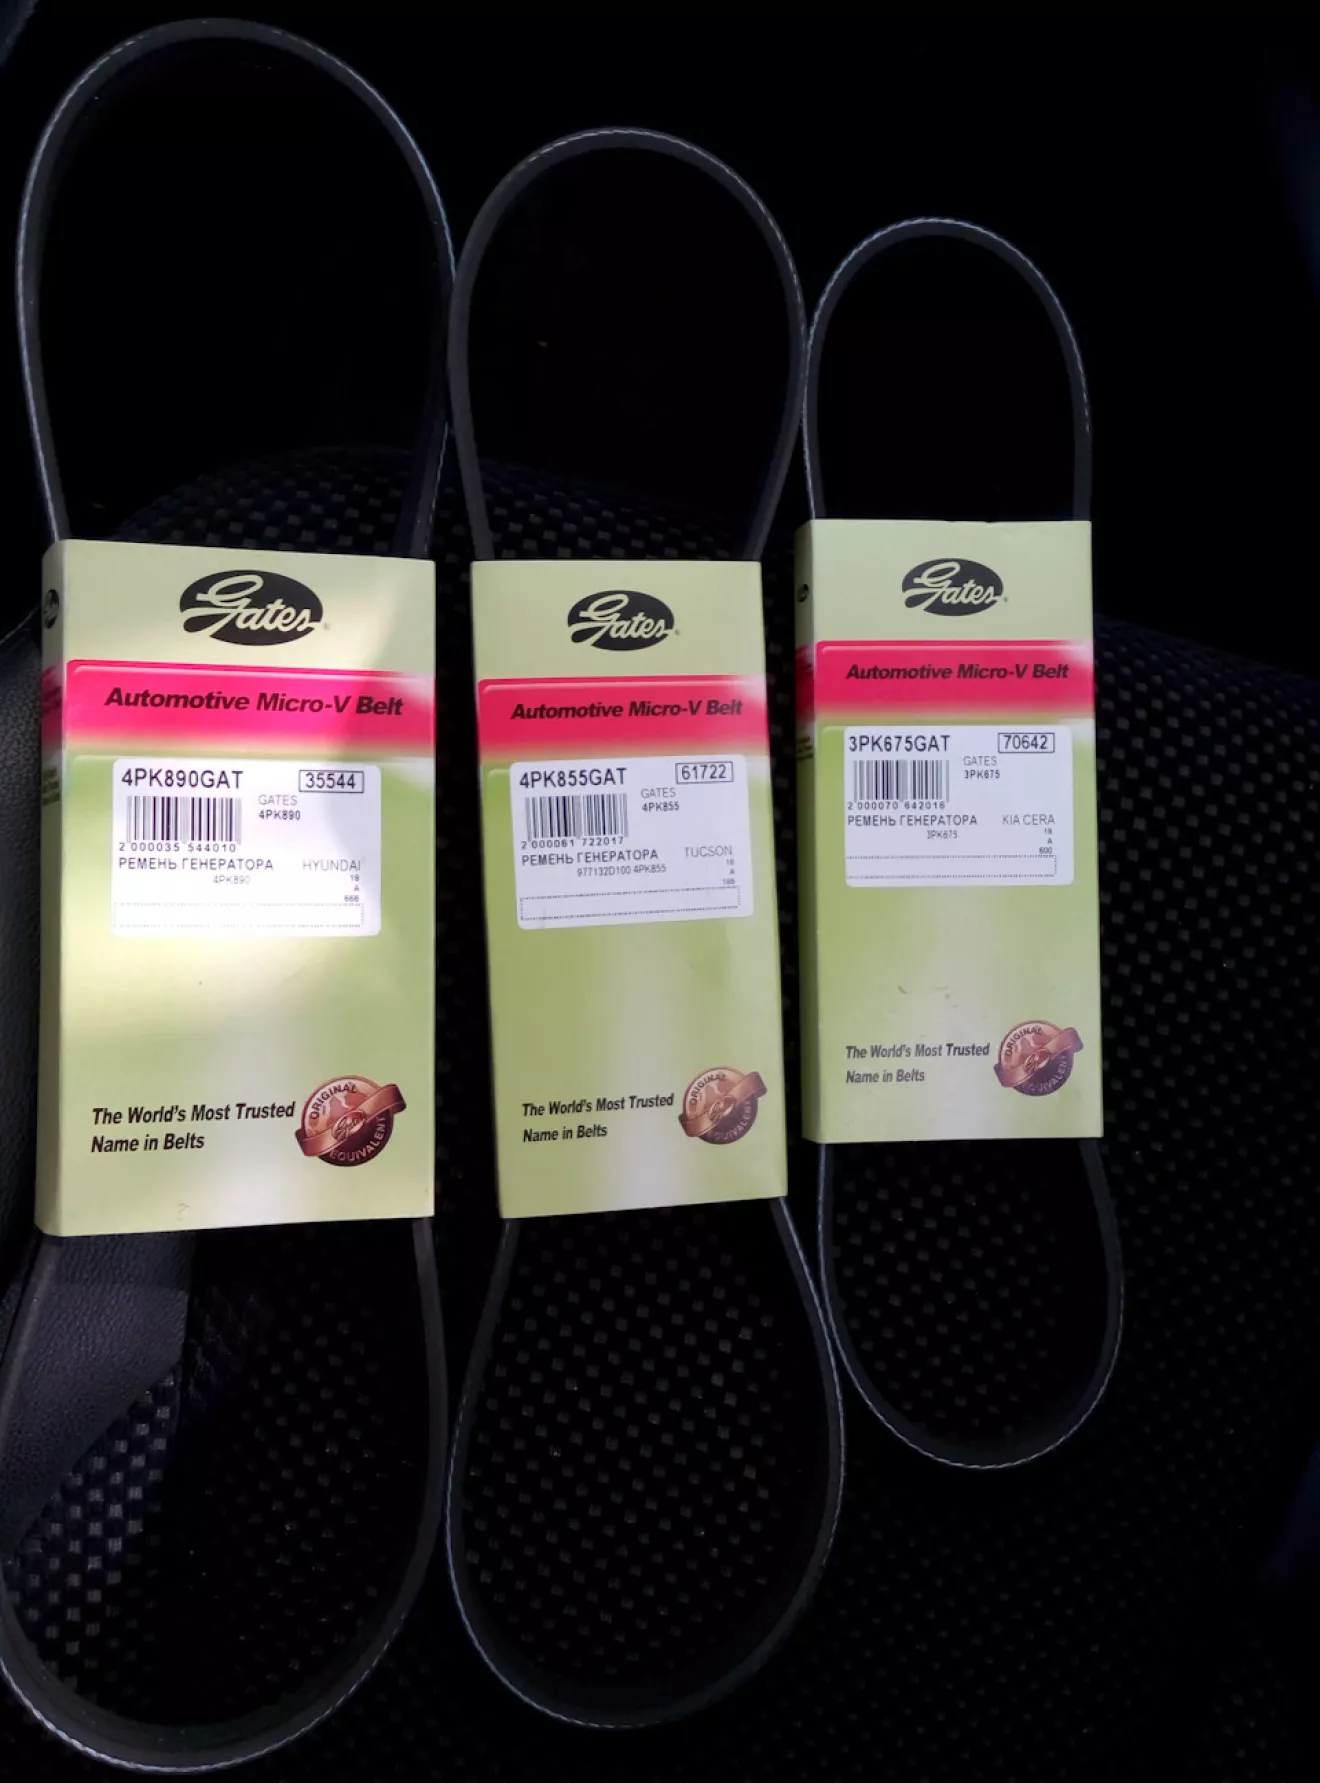 Gates
Automotive Micro-V Belt
4PK890GAT
35544
GATES
4PK890
2 000035 544010
РЕМЕНЬ ГЕНЕРАТОРА
HYUNDAI
4PK890
18
A
The World's Most Trusted
Name in Belts
ORIGINAL
EQUIVALENT
Gates
Automotive Micro-V Belt
4PK855GAT
61722
GATES
4PK855
2 000061 722017
РЕМЕНЬ ГЕНЕРАТОРА
TUCSON
977132D100 4PK855
A
The World's Most Trusted
Name in Belts
ORIGINAL
EQUIVALENT
Gates
Automotive Micro-V Belt
3PK675GAT
70642
GATES
3PK675
2 000070 642016
РЕМЕНЬ ГЕНЕРАТОРА
KIA CERA
3PK675
A
600
The World's Most Trusted
Name in Belts
ORIGINAL
EQUIVALENT